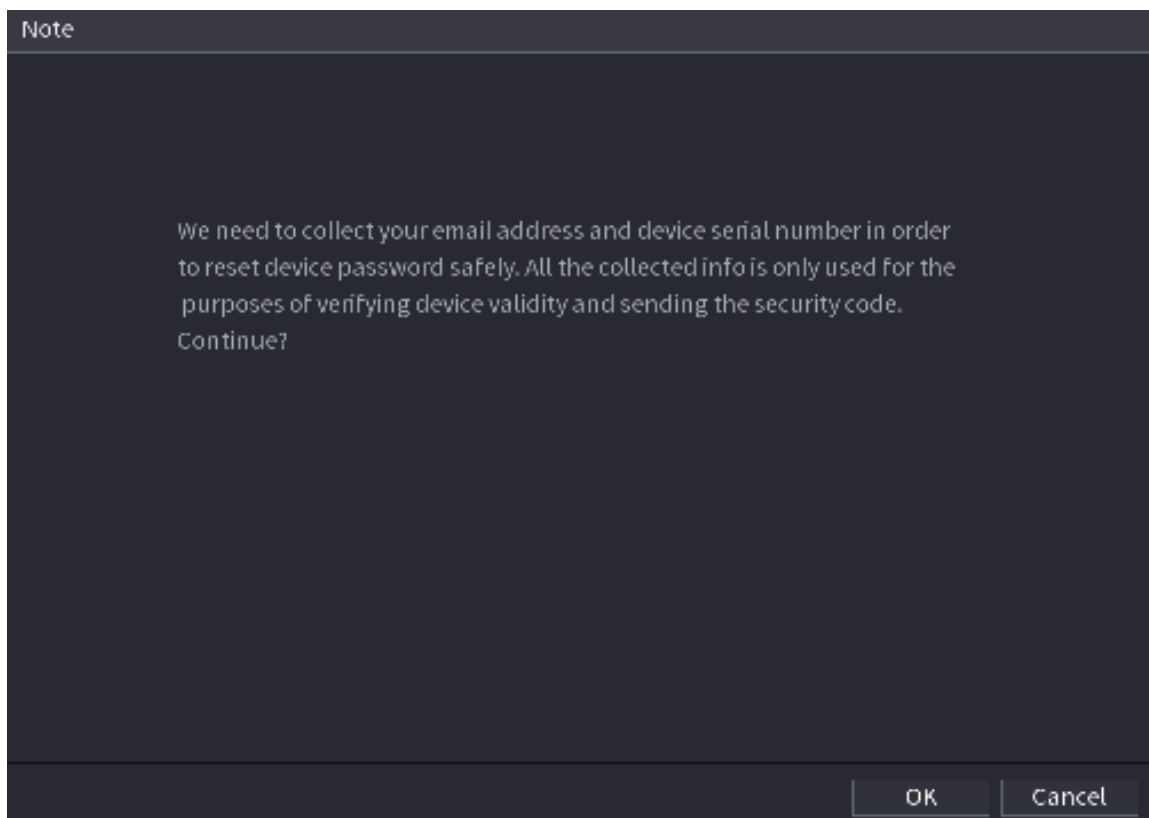 Note
We need to collect your email address and device serial number in order
to reset device password safely. All the collected info is only used for the
purposes of verifying device validity and sending the security code.
Continue?
OK
Cancel